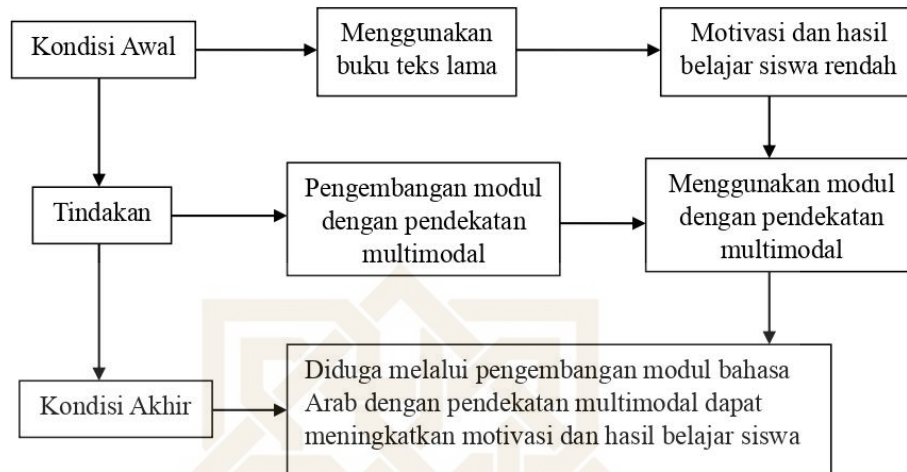 Kondisi Awal
Menggunakan
buku teks lama
Motivasi dan hasil
belajar siswa rendah
Tindakan
Pengembangan modul
dengan pendekatan
multimodal
Menggunakan modul
dengan pendekatan
multimodal
Kondisi Akhir
Diduga melalui pengembangan modul bahasa
Arab dengan pendekatan multimodal dapat
meningkatkan motivasi dan hasil belajar siswa